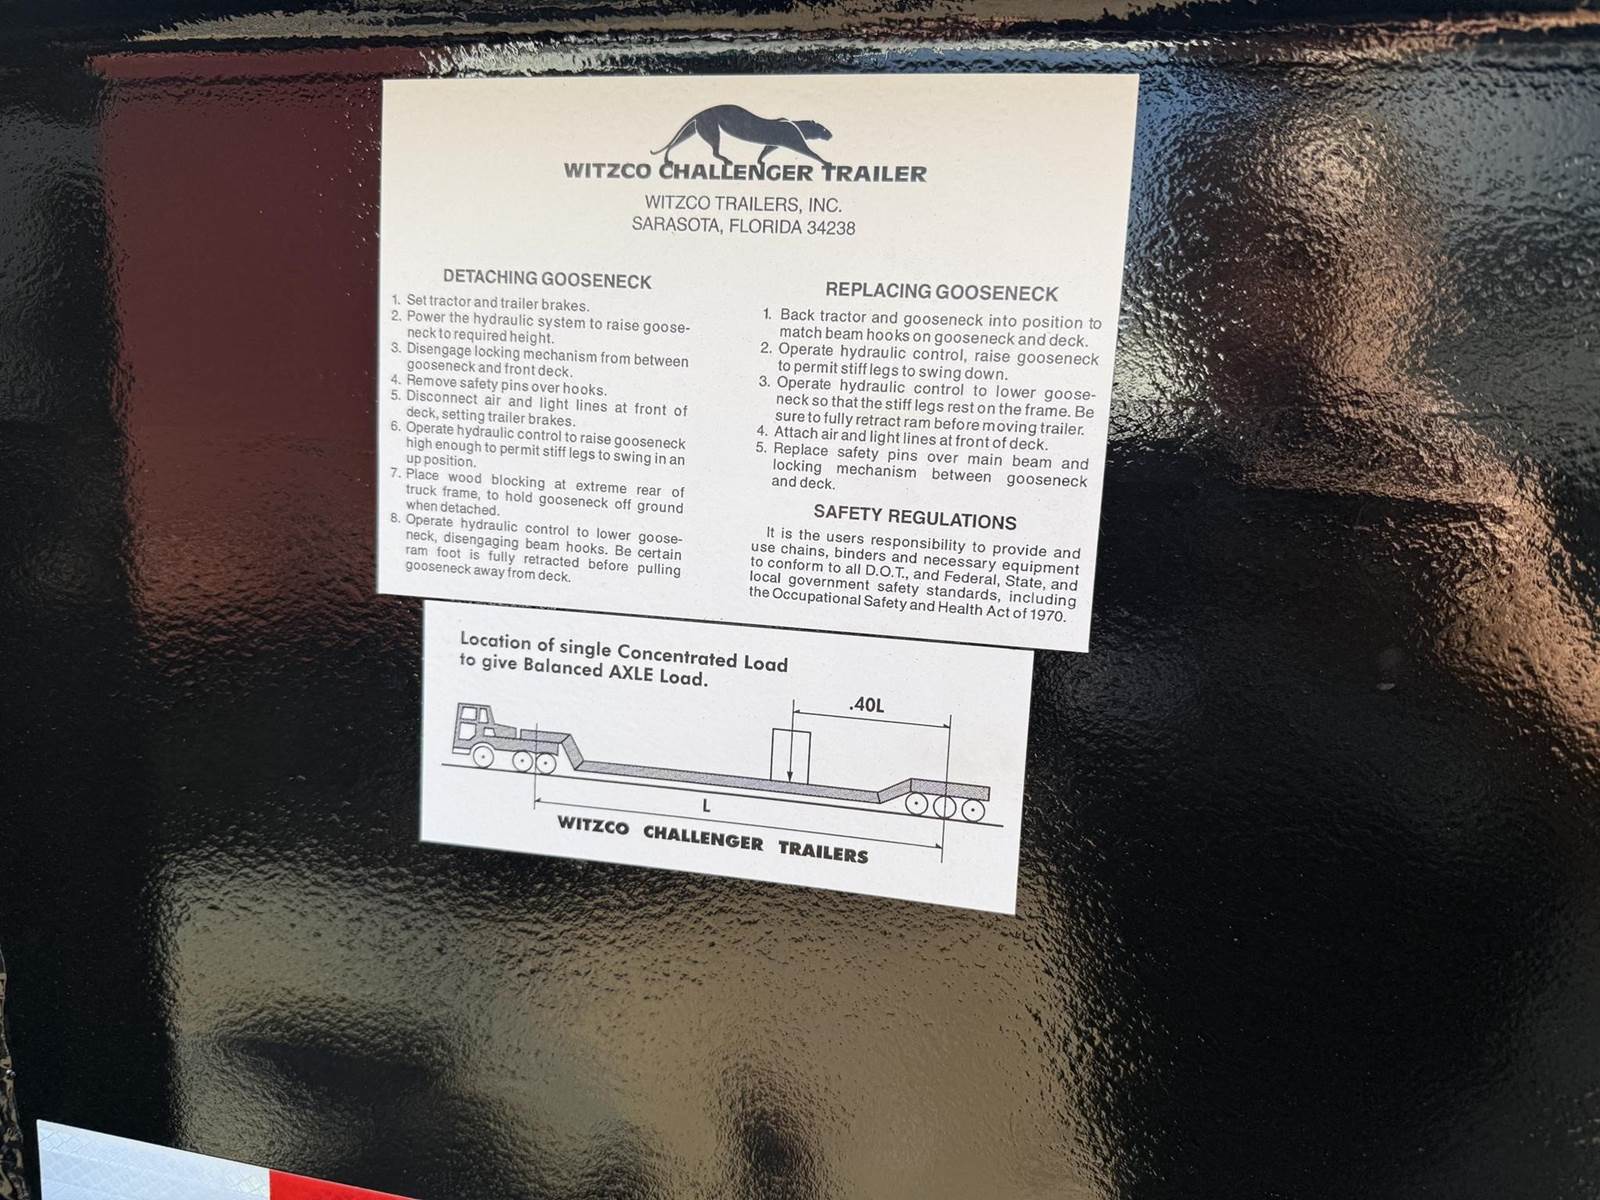 WITZCO CHALLENGER TRAILER
WITZCO TRAILERS, INC.
SARASOTA, FLORIDA 34238
DETACHING GOOSENECK
1. Set tractor and trailer brakes.
2. Power the hydraulic system to raise goose-
neck to required height.
3. Disengage locking mechanism from between
gooseneck and front deck.
4. Remove safety pins over hooks.
5. Disconnect air and light lines at front of
deck, setting trailer brakes.
6. Operate hydraulic control to raise gooseneck
high enough to permit stiff legs to swing in an
up position.
7. Place wood blocking at extreme rear of
truck frame, to hold gooseneck off ground
when detached.
8. Operate hydraulic control to lower goose-
neck, disengaging beam hooks. Be certain
ram foot is fully retracted before pulling
gooseneck away from deck.
REPLACING GOOSENECK
1. Back tractor and gooseneck into position to
match beam hooks on gooseneck and deck.
2. Operate hydraulic control, raise gooseneck
to permit stiff legs to swing down.
3. Operate hydraulic control to lower goose-
neck so that the stiff legs rest on the frame. Be
sure to fully retract ram before moving trailer.
4. Attach air and light lines at front of deck.
5. Replace safety pins over main beam and
locking mechanism between gooseneck
and deck.
SAFETY REGULATIONS
It is the users responsibility to provide and
use chains, binders and necessary equipment
to conform to all D.O.T., and Federal, State, and
local government safety standards, including
the Occupational Safety and Health Act of 1970.
Location of single Concentrated Load
to give Balanced AXLE Load.
.40L
L
WITZCO CHALLENGER TRAILERS